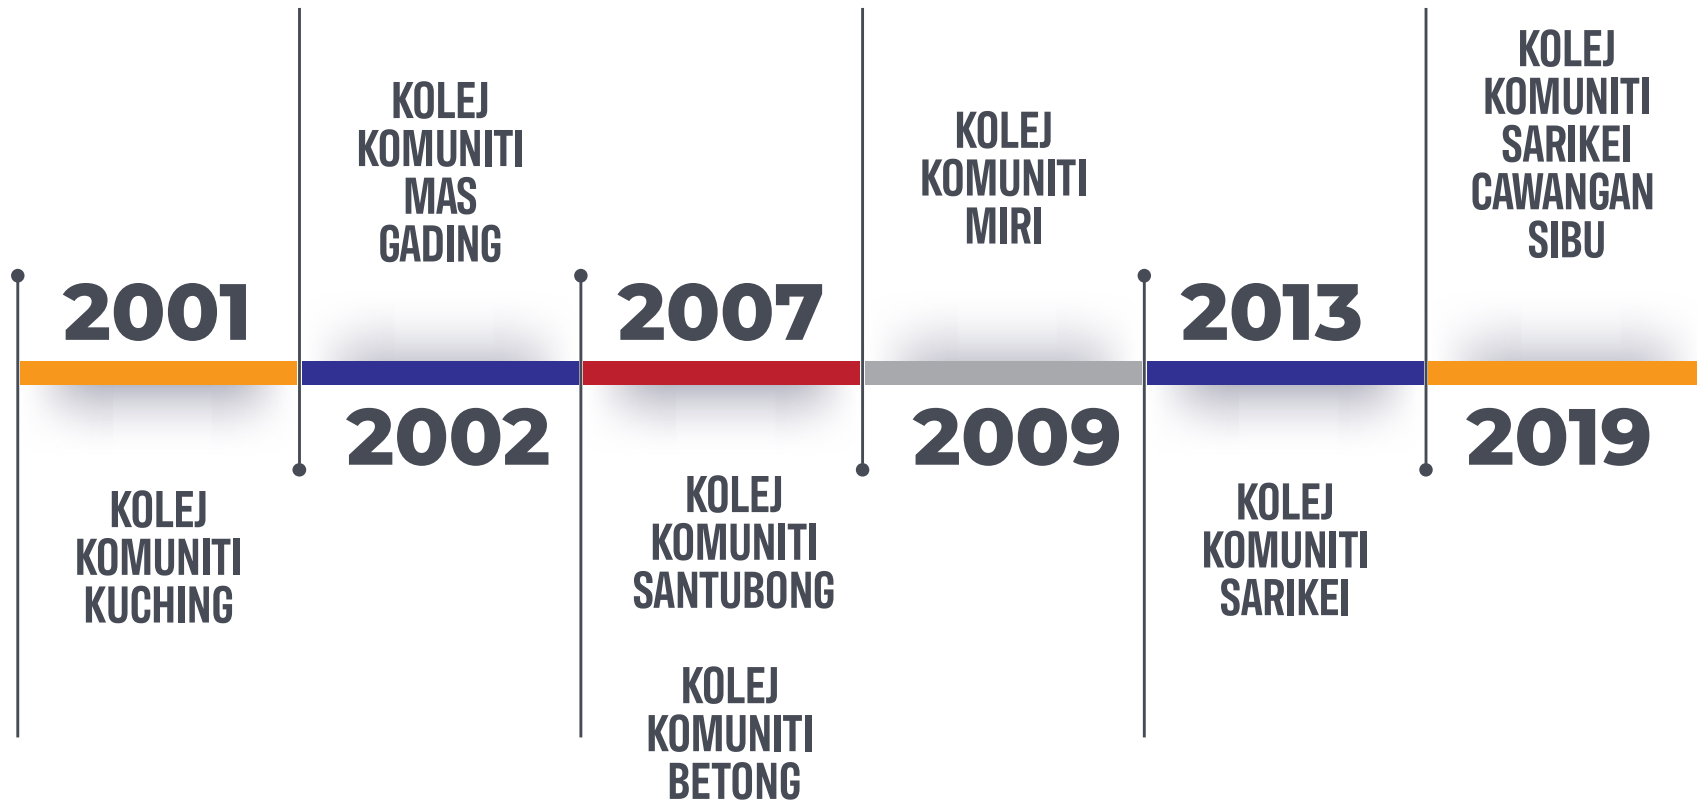 2001
KOLEJ
KOMUNITI
KUCHING
KOLEJ
KOMUNITI
MAS
GADING
2002
2007
KOLEJ
KOMUNITI
SANTUBONG
KOLEJ
KOMUNITI
BETONG
KOLEJ
KOMUNITI
MIRI
2009
2013
KOLEJ
KOMUNITI
SARIKEI
KOLEJ
KOMUNITI
SARIKEI
CAWANGAN
SIBU
2019